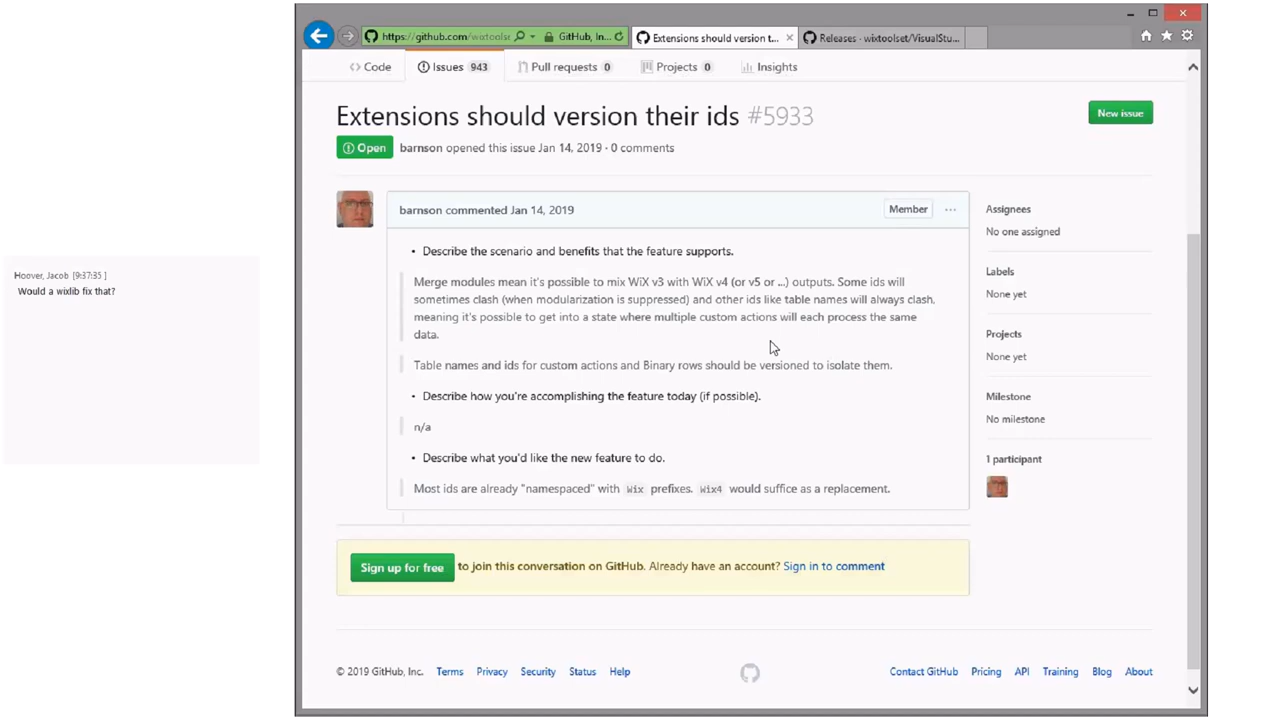 https://github.com/wixtoolse
GitHub, In...
Extensions should version t...
Releases - wixtoolset/VisualStu...
Code
Issues 943
Pull requests 0
Projects 0
Insights
Extensions should version their ids #5933
New issue
Open
barnson opened this issue Jan 14, 2019 · 0 comments
barnson commented Jan 14, 2019
Member
...
• Describe the scenario and benefits that the feature supports.
Merge modules mean it's possible to mix WiX v3 with WiX v4 (or v5 or ...) outputs. Some ids will
sometimes clash (when modularization is suppressed) and other ids like table names will always clash,
meaning it's possible to get into a state where multiple custom actions will each process the same
data.
Table names and ids for custom actions and Binary rows should be versioned to isolate them.
• Describe how you're accomplishing the feature today (if possible).
n/a
• Describe what you'd like the new feature to do.
Most ids are already "namespaced" with Wix prefixes. Wix4 would suffice as a replacement.
Assignees
No one assigned
Labels
None yet
Projects
None yet
Milestone
No milestone
1 participant
Hoover, Jacob [9:37:35 ]
Would a wixlib fix that?
Sign up for free to join this conversation on GitHub. Already have an account? Sign in to comment
© 2019 GitHub, Inc. Terms Privacy Security Status Help
Contact GitHub Pricing API Training Blog About